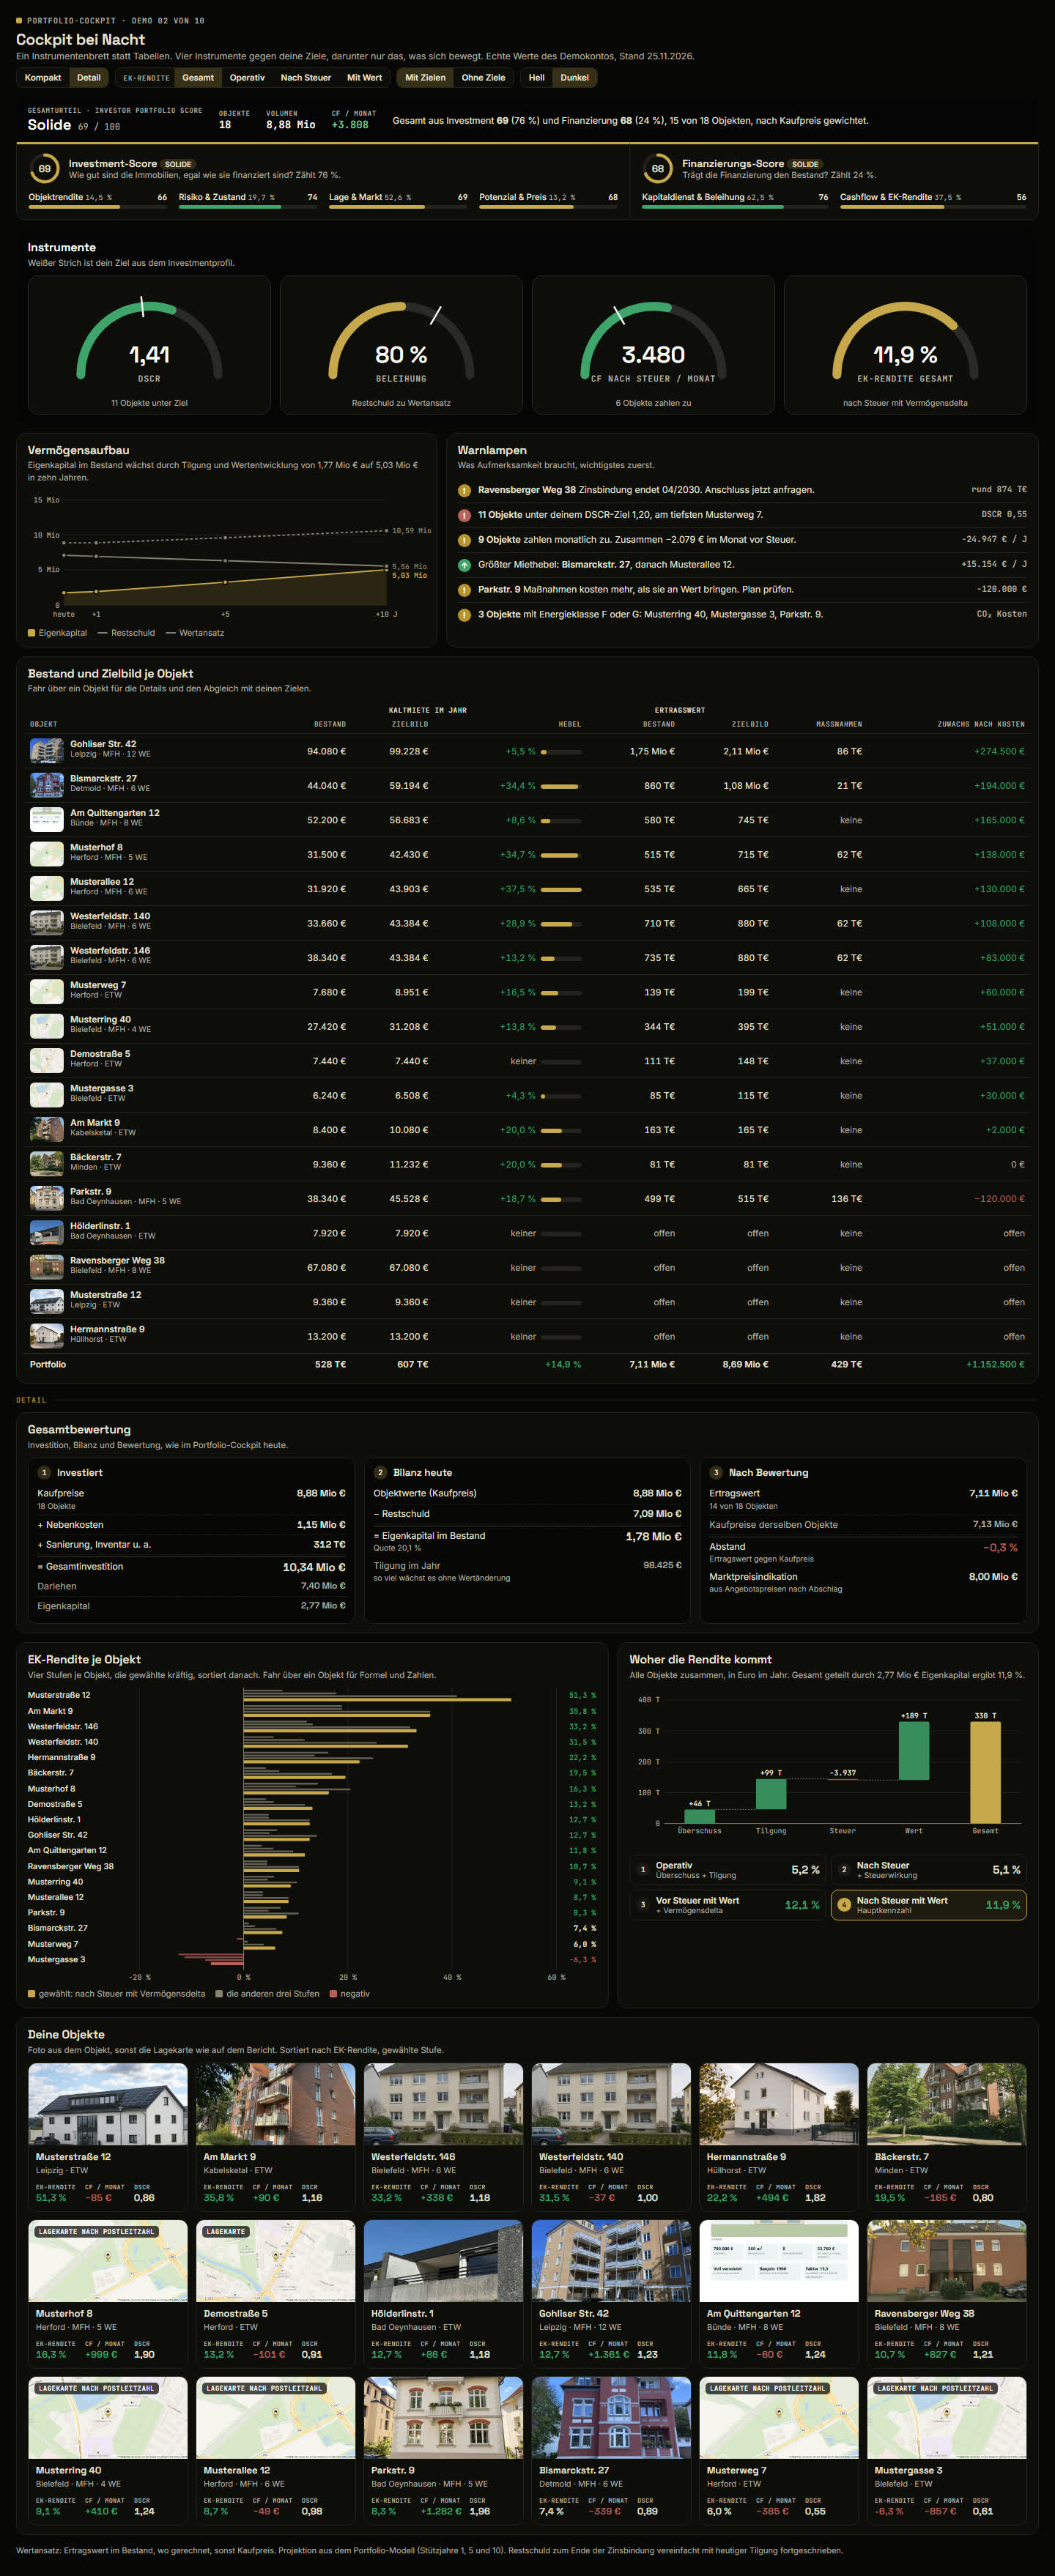 PORTFOLIO-COCKPIT · DEMO 02 VON 10
Cockpit bei Nacht
Ein Instrumentenbrett statt Tabellen. Vier Instrumente gegen deine Ziele, darunter nur das, was sich bewegt. Echte Werte des Demokontos, Stand 25.11.2026.
Kompakt Detail EK-RENDITE Gesamt Operativ Nach Steuer Mit Wert Mit Zielen Ohne Ziele Hell Dunkel
GESAMTURTEIL · INVESTOR PORTFOLIO SCORE
Solide 69 / 100
OBJEKTE
18
VOLUMEN
8,88 Mio
CF / MONAT
+3.808
Gesamt aus Investment 69 (76 %) und Finanzierung 68 (24 %), 15 von 18 Objekten, nach Kaufpreis gewichtet.
69
Investment-Score SOLIDE
Wie gut sind die Immobilien, egal wie sie finanziert sind? Zählt 76 %.
Objektrendite 14,5 % 66
Risiko & Zustand 19,7 % 74
Lage & Markt 52,6 % 69
Potenzial & Preis 13,2 % 68
68
Finanzierungs-Score SOLIDE
Trägt die Finanzierung den Bestand? Zählt 24 %.
Kapitaldienst & Beleihung 62,5 % 76
Cashflow & EK-Rendite 37,5 % 56
Instrumente
Weißer Strich ist dein Ziel aus dem Investmentprofil.
1,41
DSCR
11 Objekte unter Ziel
80 %
BELEIHUNG
Restschuld zu Wertansatz
3.480
CF NACH STEUER / MONAT
6 Objekte zahlen zu
11,9 %
EK-RENDITE GESAMT
nach Steuer mit Vermögensdelta
Vermögensaufbau
Eigenkapital im Bestand wächst durch Tilgung und Wertentwicklung von 1,77 Mio € auf 5,03 Mio €
in zehn Jahren.
15 Mio
10 Mio
5 Mio
0
10,59 Mio
5,56 Mio
5,03 Mio
heute +1 +5 +10 J
Eigenkapital Restschuld Wertansatz
Warnlampen
Was Aufmerksamkeit braucht, wichtigstes zuerst.
! Ravensberger Weg 38 Zinsbindung endet 04/2030. Anschluss jetzt anfragen. rund 874 T€
! 11 Objekte unter deinem DSCR-Ziel 1,20, am tiefsten Musterweg 7. DSCR 0,55
! 9 Objekte zahlen monatlich zu. Zusammen −2.079 € im Monat vor Steuer. -24.947 € / J
Größter Miethebel: Bismarckstr. 27, danach Musterallee 12. +15.154 € / J
! Parkstr. 9 Maßnahmen kosten mehr, als sie an Wert bringen. Plan prüfen. -120.000 €
! 3 Objekte mit Energieklasse F oder G: Musterring 40, Mustergasse 3, Parkstr. 9. CO₂ Kosten
Bestand und Zielbild je Objekt
Fahr über ein Objekt für die Details und den Abgleich mit deinen Zielen.
KALTMIETE IM JAHR ERTRAGSWERT
OBJEKT BESTAND ZIELBILD HEBEL BESTAND ZIELBILD MASSNAHMEN ZUWACHS NACH KOSTEN
Gohliser Str. 42 94.080 € 99.228 € +5,5 % 1,75 Mio € 2,11 Mio € 86 T€ +274.500 €
Leipzig · MFH · 12 WE
Bismarckstr. 27 44.040 € 59.194 € +34,4 % 860 T€ 1,08 Mio € 21 T€ +194.000 €
Detmold · MFH · 6 WE
Am Quittengarten 12 52.200 € 56.683 € +8,6 % 580 T€ 745 T€ keine +165.000 €
Bünde · MFH · 8 WE
Musterhof 8 31.500 € 42.430 € +34,7 % 515 T€ 715 T€ 62 T€ +138.000 €
Herford · MFH · 5 WE
Musterallee 12 31.920 € 43.903 € +37,5 % 535 T€ 665 T€ keine +130.000 €
Herford · MFH · 6 WE
Westerfeldstr. 140 33.660 € 43.384 € +28,9 % 710 T€ 880 T€ 62 T€ +108.000 €
Bielefeld · MFH · 6 WE
Westerfeldstr. 146 38.340 € 43.384 € +13,2 % 735 T€ 880 T€ 62 T€ +83.000 €
Bielefeld · MFH · 6 WE
Musterweg 7 7.680 € 8.951 € +16,5 % 139 T€ 199 T€ keine +60.000 €
Herford · ETW
Musterring 40 27.420 € 31.208 € +13,8 % 344 T€ 395 T€ keine +51.000 €
Bielefeld · MFH · 4 WE
Demostraße 5 7.440 € 7.440 € keiner 111 T€ 148 T€ keine +37.000 €
Herford · ETW
Mustergasse 3 6.240 € 6.508 € +4,3 % 85 T€ 115 T€ keine +30.000 €
Bielefeld · ETW
Am Markt 9 8.400 € 10.080 € +20,0 % 163 T€ 165 T€ keine +2.000 €
Kabelsketal · ETW
Bäckerstr. 7 9.360 € 11.232 € +20,0 % 81 T€ 81 T€ keine 0 €
Minden · ETW
Parkstr. 9 38.340 € 45.528 € +18,7 % 499 T€ 515 T€ 136 T€ −120.000 €
Bad Oeynhausen · MFH · 5 WE
Hölderlinstr. 1 7.920 € 7.920 € keiner offen offen keine offen
Bad Oeynhausen · ETW
Ravensberger Weg 38 67.080 € 67.080 € keiner offen offen keine offen
Bielefeld · MFH · 8 WE
Musterstraße 12 9.360 € 9.360 € keiner offen offen keine offen
Leipzig · ETW
Hermannstraße 9 13.200 € 13.200 € keiner offen offen keine offen
Hüllhorst · ETW
Portfolio 528 T€ 607 T€ +14,9 % 7,11 Mio € 8,69 Mio € 429 T€ +1.152.500 €
DETAIL
Gesamtbewertung
Investition, Bilanz und Bewertung, wie im Portfolio-Cockpit heute.
1 Investiert
Kaufpreise 8,88 Mio €
18 Objekte
+ Nebenkosten 1,15 Mio €
+ Sanierung, Inventar u. a. 312 T€
= Gesamtinvestition 10,34 Mio €
Darlehen 7,40 Mio €
Eigenkapital 2,77 Mio €
2 Bilanz heute
Objektwerte (Kaufpreis) 8,88 Mio €
− Restschuld 7,09 Mio €
= Eigenkapital im Bestand 1,78 Mio €
Quote 20,1 %
Tilgung im Jahr 98.425 €
so viel wächst es ohne Wertänderung
3 Nach Bewertung
Ertragswert 7,11 Mio €
14 von 18 Objekten
Kaufpreise derselben Objekte 7,13 Mio €
Abstand −0,3 %
Ertragswert gegen Kaufpreis
Marktpreisindikation 8,00 Mio €
aus Angebotspreisen nach Abschlag
EK-Rendite je Objekt
Vier Stufen je Objekt, die gewählte kräftig, sortiert danach. Fahr über ein Objekt für Formel und Zahlen.
Musterstraße 12 51,3 %
Am Markt 9 35,8 %
Westerfeldstr. 146 33,2 %
Westerfeldstr. 140 31,5 %
Hermannstraße 9 22,2 %
Bäckerstr. 7 19,5 %
Musterhof 8 16,3 %
Demostraße 5 13,2 %
Hölderlinstr. 1 12,7 %
Gohliser Str. 42 12,7 %
Am Quittengarten 12 11,8 %
Ravensberger Weg 38 10,7 %
Musterring 40 9,1 %
Musterallee 12 8,7 %
Parkstr. 9 8,3 %
Bismarckstr. 27 7,4 %
Musterweg 7 6,0 %
Mustergasse 3 -6,3 %
-20 % 0 % 20 % 40 % 60 %
gewählt: nach Steuer mit Vermögensdelta die anderen drei Stufen negativ
Woher die Rendite kommt
Alle Objekte zusammen, in Euro im Jahr. Gesamt geteilt durch 2,77 Mio € Eigenkapital ergibt 11,9 %.
400 T
300 T
200 T
100 T
0
+46 T +99 T -3.937 +189 T 330 T
Überschuss Tilgung Steuer Wert Gesamt
1 Operativ 5,2 %
Überschuss + Tilgung
2 Nach Steuer 5,1 %
+ Steuerwirkung
3 Vor Steuer mit Wert 12,1 %
+ Vermögensdelta
4 Nach Steuer mit Wert 11,9 %
Hauptkennzahl
Deine Objekte
Foto aus dem Objekt, sonst die Lagekarte wie auf dem Bericht. Sortiert nach EK-Rendite, gewählte Stufe.
Musterstraße 12
Leipzig · ETW
EK-RENDITE CF / MONAT DSCR
51,3 % −85 € 0,86
Am Markt 9
Kabelsketal · ETW
EK-RENDITE CF / MONAT DSCR
35,8 % +90 € 1,16
Westerfeldstr. 146
Bielefeld · MFH · 6 WE
EK-RENDITE CF / MONAT DSCR
33,2 % +338 € 1,18
Westerfeldstr. 140
Bielefeld · MFH · 6 WE
EK-RENDITE CF / MONAT DSCR
31,5 % −37 € 1,00
Hermannstraße 9
Hüllhorst · ETW
EK-RENDITE CF / MONAT DSCR
22,2 % +494 € 1,82
Bäckerstr. 7
Minden · ETW
EK-RENDITE CF / MONAT DSCR
19,5 % −165 € 0,80
LAGEKARTE NACH POSTLEITZAHL
Musterhof 8
Herford · MFH · 5 WE
EK-RENDITE CF / MONAT DSCR
16,3 % +999 € 1,90
LAGEKARTE
Demostraße 5
Herford · ETW
EK-RENDITE CF / MONAT DSCR
13,2 % −101 € 0,91
Hölderlinstr. 1
Bad Oeynhausen · ETW
EK-RENDITE CF / MONAT DSCR
12,7 % +86 € 1,18
Gohliser Str. 42
Leipzig · MFH · 12 WE
EK-RENDITE CF / MONAT DSCR
12,7 % +1.361 € 1,23
Am Quittengarten 12
Bünde · MFH · 8 WE
EK-RENDITE CF / MONAT DSCR
11,8 % −60 € 1,24
Ravensberger Weg 38
Bielefeld · MFH · 8 WE
EK-RENDITE CF / MONAT DSCR
10,7 % +827 € 1,21
LAGEKARTE NACH POSTLEITZAHL
Musterring 40
Bielefeld · MFH · 4 WE
EK-RENDITE CF / MONAT DSCR
9,1 % +410 € 1,24
LAGEKARTE NACH POSTLEITZAHL
Musterallee 12
Herford · MFH · 6 WE
EK-RENDITE CF / MONAT DSCR
8,7 % −49 € 0,98
Parkstr. 9
Bad Oeynhausen · MFH · 5 WE
EK-RENDITE CF / MONAT DSCR
8,3 % +1.282 € 1,96
Bismarckstr. 27
Detmold · MFH · 6 WE
EK-RENDITE CF / MONAT DSCR
7,4 % −339 € 0,89
LAGEKARTE NACH POSTLEITZAHL
Musterweg 7
Herford · ETW
EK-RENDITE CF / MONAT DSCR
6,0 % −385 € 0,55
LAGEKARTE NACH POSTLEITZAHL
Mustergasse 3
Bielefeld · ETW
EK-RENDITE CF / MONAT DSCR
-6,3 % −857 € 0,61
Wertansatz: Ertragswert im Bestand, wo gerechnet, sonst Kaufpreis. Projektion aus dem Portfolio-Modell (Stützjahre 1, 5 und 10). Restschuld zum Ende der Zinsbindung vereinfacht mit heutiger Tilgung fortgeschrieben.